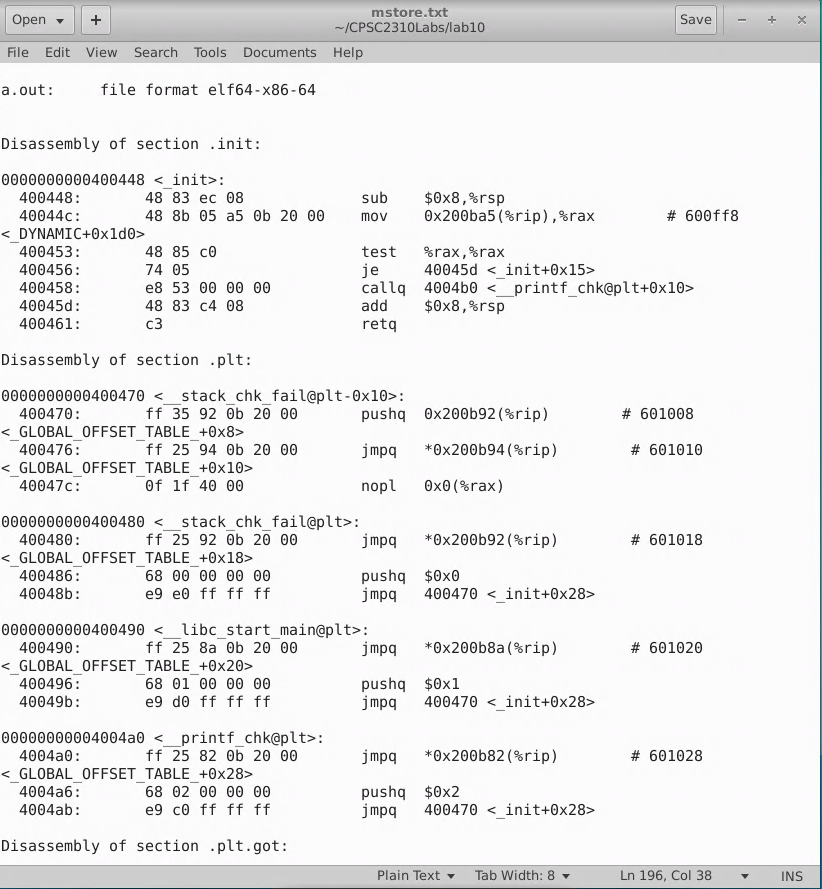 Open
+
mstore.txt
~/CPSC2310Labs/lab10
Save
File Edit View Search Tools Documents Help
a.out:     file format elf64-x86-64
Disassembly of section .init:
0000000000400448 <_init>:
  400448:       48 83 ec 08             sub    $0x8,%rsp
  40044c:       48 8b 05 a5 0b 20 00    mov    0x200ba5(%rip),%rax        # 600ff8
<_DYNAMIC+0x1d0>
  400453:       48 85 c0                test   %rax,%rax
  400456:       74 05                   je     40045d <_init+0x15>
  400458:       e8 53 00 00 00          callq  4004b0 <__printf_chk@plt+0x10>
  40045d:       48 83 c4 08             add    $0x8,%rsp
  400461:       c3                      retq
Disassembly of section .plt:
0000000000400470 <__stack_chk_fail@plt-0x10>:
  400470:       ff 35 92 0b 20 00       pushq  0x200b92(%rip)        # 601008
<_GLOBAL_OFFSET_TABLE_+0x8>
  400476:       ff 25 94 0b 20 00       jmpq   *0x200b94(%rip)        # 601010
<_GLOBAL_OFFSET_TABLE_+0x10>
  40047c:       0f 1f 40 00             nopl   0x0(%rax)
0000000000400480 <__stack_chk_fail@plt>:
  400480:       ff 25 92 0b 20 00       jmpq   *0x200b92(%rip)        # 601018
<_GLOBAL_OFFSET_TABLE_+0x18>
  400486:       68 00 00 00 00          pushq  $0x0
  40048b:       e9 e0 ff ff ff          jmpq   400470 <_init+0x28>
0000000000400490 <__libc_start_main@plt>:
  400490:       ff 25 8a 0b 20 00       jmpq   *0x200b8a(%rip)        # 601020
<_GLOBAL_OFFSET_TABLE_+0x20>
  400496:       68 01 00 00 00          pushq  $0x1
  40049b:       e9 d0 ff ff ff          jmpq   400470 <_init+0x28>
00000000004004a0 <__printf_chk@plt>:
  4004a0:       ff 25 82 0b 20 00       jmpq   *0x200b82(%rip)        # 601028
<_GLOBAL_OFFSET_TABLE_+0x28>
  4004a6:       68 02 00 00 00          pushq  $0x2
  4004ab:       e9 c0 ff ff ff          jmpq   400470 <_init+0x28>
Disassembly of section .plt.got:
Plain Text Tab Width: 8 Ln 196, Col 38 INS